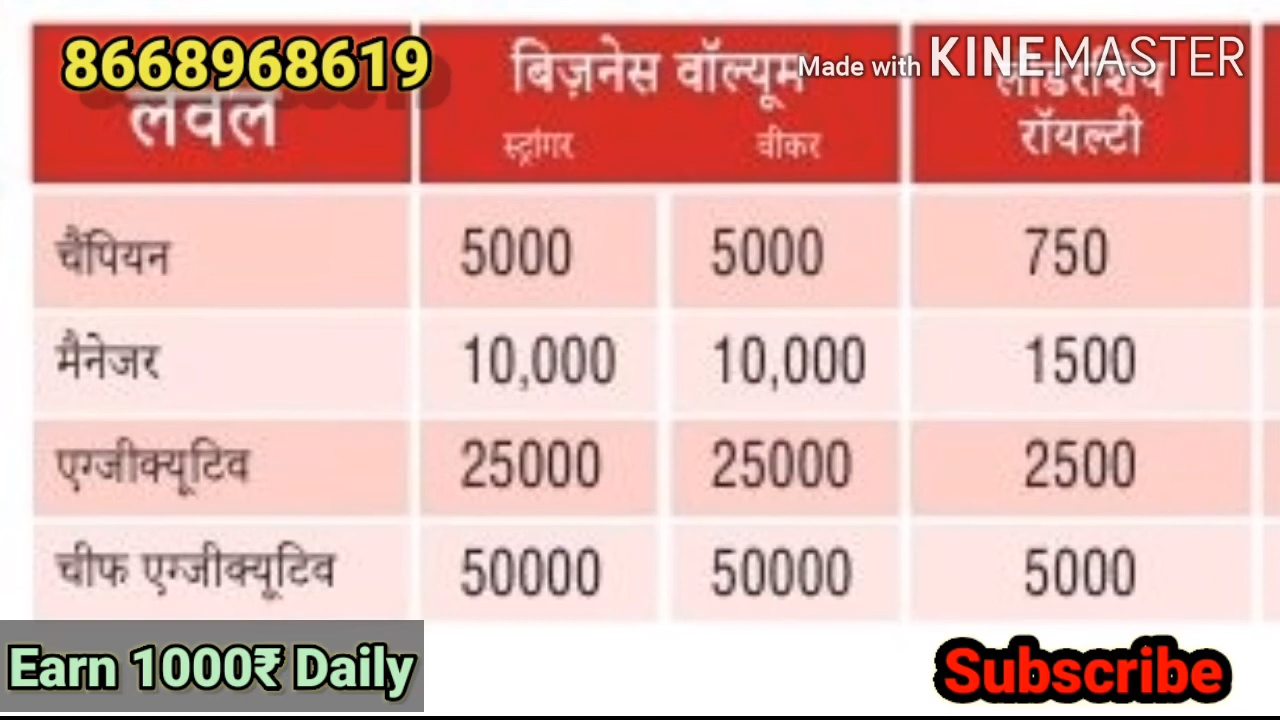 8668968619
Made with KINEMASTER
लेवल
बिज़नेस वॉल्यूम
स्ट्रांगर वीकर
लीडरशिप
रॉयल्टी
चैंपियन 5000 5000 750
मैनेजर 10,000 10,000 1500
एग्जीक्यूटिव 25000 25000 2500
चीफ एग्जीक्यूटिव 50000 50000 5000
Earn 1000₹ Daily
Subscribe